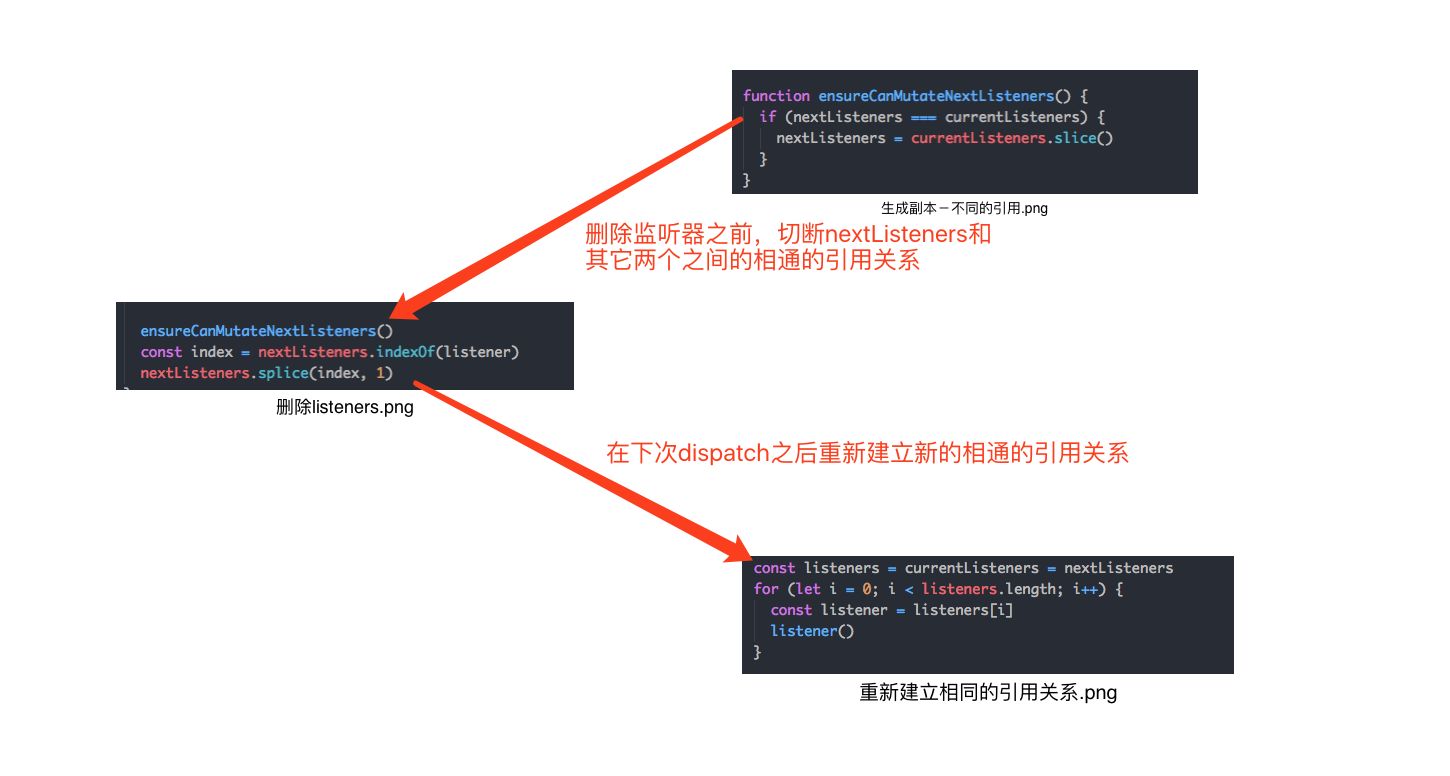 function ensureCanMutateNextListeners() {
if (nextListeners === currentListeners) {
nextListeners = currentListeners.slice()
}
}
生成副本－不同的引用.png
删除监听器之前，切断nextListeners和
其它两个之间的相通的引用关系
ensureCanMutateNextListeners()
const index = nextListeners.indexOf(listener)
nextListeners.splice(index, 1)
删除listeners.png
在下次dispatch之后重新建立新的相通的引用关系
const listeners = currentListeners = nextListeners
for (let i = 0; i < listeners.length; i++) {
const listener = listeners[i]
listener()
}
重新建立相同的引用关系.png